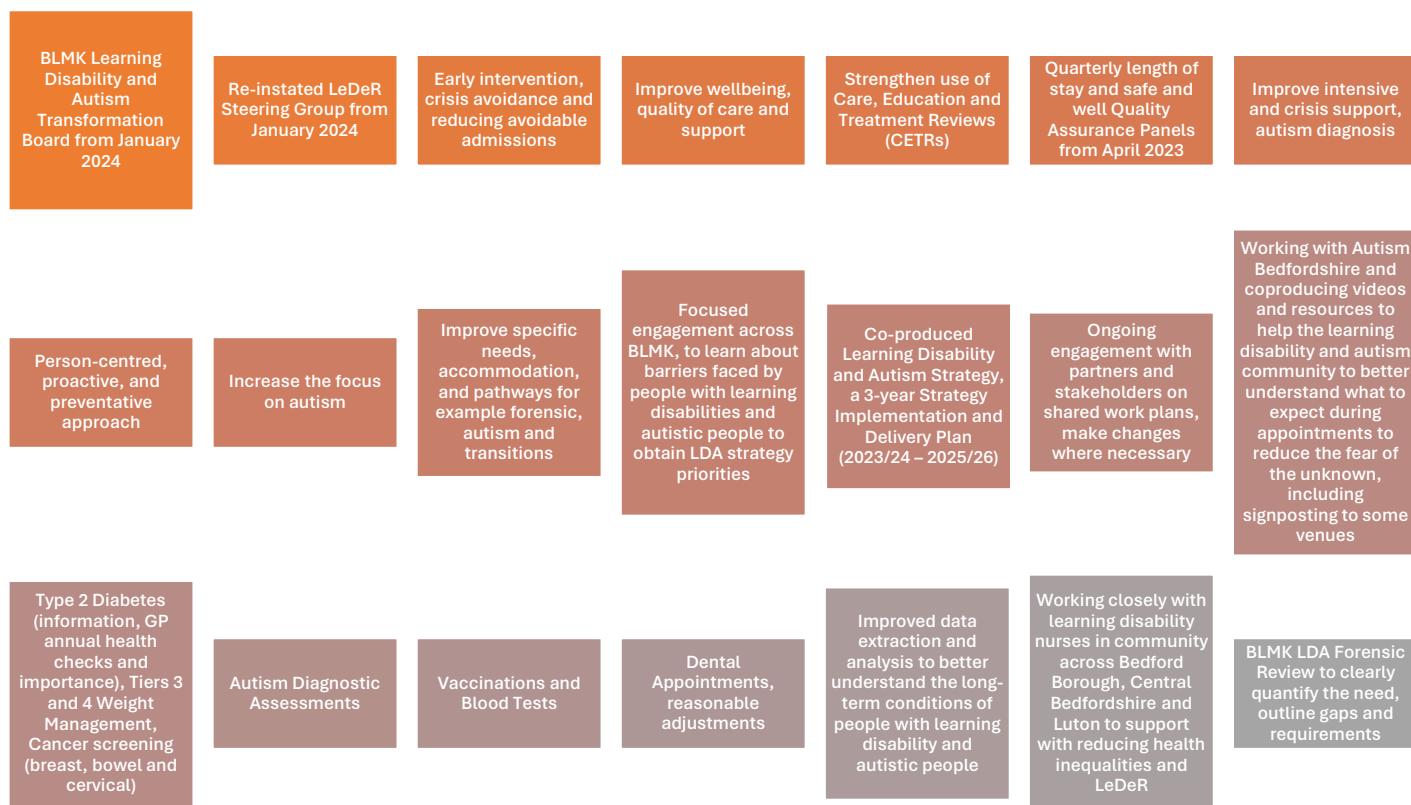 BLMK Learning
Disability and
Autism
Transformation
Board from January
2024
Re-instated LeDeR
Steering Group from
January 2024
Early intervention,
crisis avoidance and
reducing avoidable
admissions
Improve wellbeing,
quality of care and
support
Strengthen use of
Care, Education and
Treatment Reviews
(CETRs)
Quarterly length of
stay and safe and
well Quality
Assurance Panels
from April 2023
Improve intensive
and crisis support,
autism diagnosis
Person-centred,
proactive, and
preventative
approach
Increase the focus
on autism
Improve specific
needs,
accommodation,
and pathways for
example forensic,
autism and
transitions
Focused
engagement across
BLMK, to learn about
barriers faced by
people with learning
disabilities and
autistic people to
obtain LDA strategy
priorities
Co-produced
Learning Disability
and Autism Strategy,
a 3-year Strategy
Implementation and
Delivery Plan
(2023/24 – 2025/26)
Ongoing
engagement with
partners and
stakeholders on
shared work plans,
make changes
where necessary
Working with Autism
Bedfordshire and
coproducing videos
and resources to
help the learning
disability and autism
community to better
understand what to
expect during
appointments to
reduce the fear of
the unknown,
including
signposting to some
venues
Type 2 Diabetes
(information, GP
annual health
checks and
importance), Tiers 3
and 4 Weight
Management,
Cancer screening
(breast, bowel and
cervical)
Autism Diagnostic
Assessments
Vaccinations and
Blood Tests
Dental
Appointments,
reasonable
adjustments
Improved data
extraction and
analysis to better
understand the long-
term conditions of
people with learning
disability and
autistic people
Working closely with
learning disability
nurses in community
across Bedford
Borough, Central
Bedfordshire and
Luton to support
with reducing health
inequalities and
LeDeR
BLMK LDA Forensic
Review to clearly
quantify the need,
outline gaps and
requirements